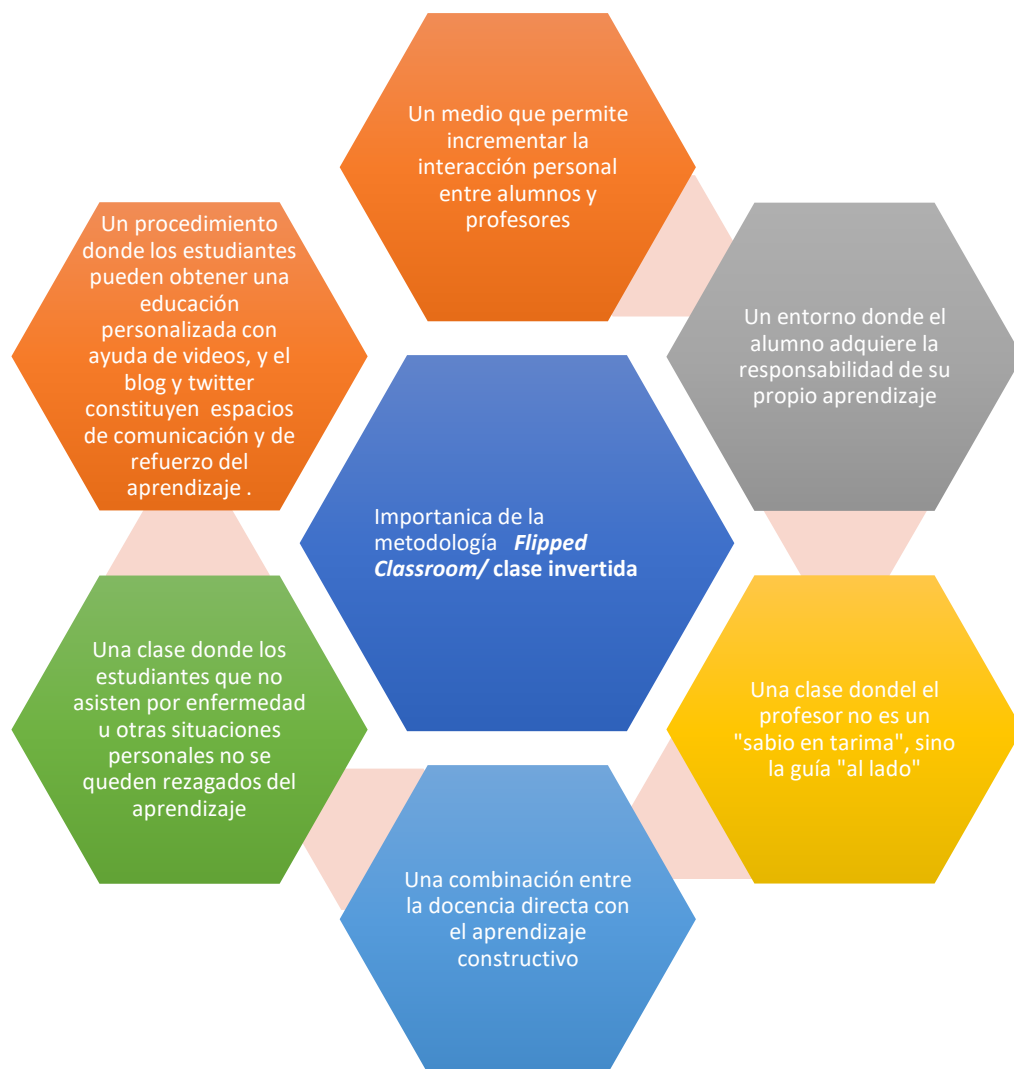 Un medio que permite
incrementar la
interacción personal
entre alumnos y
profesores
Un entorno donde el
alumno adquiere la
responsabilidad de su
propio aprendizaje
Una clase dondel el
profesor no es un
"sabio en tarima", sino
la guía "al lado"
Una combinación entre
la docencia directa con
el aprendizaje
constructivo
Una clase donde los
estudiantes que no
asisten por enfermedad
u otras situaciones
personales no se
queden rezagados del
aprendizaje
Un procedimiento
donde los estudiantes
pueden obtener una
educación
personalizada con
ayuda de videos, y el
blog y twitter
constituyen espacios
de comunicación y de
refuerzo del
aprendizaje .
Importanica de la
metodología Flipped
Classroom/ clase invertida